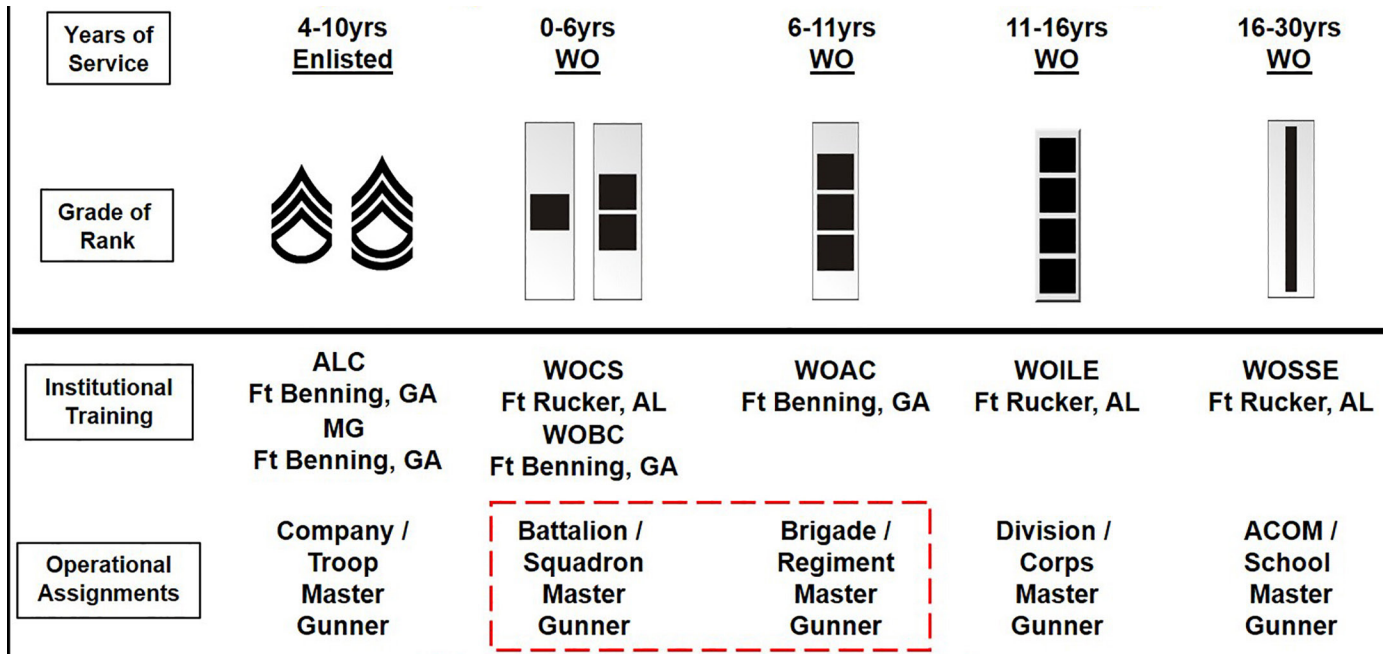 Years of
Service
4-10yrs
Enlisted
0-6yrs
WO
6-11yrs
WO
11-16yrs
WO
16-30yrs
WO
Grade of
Rank
Institutional
Training
ALC
Ft Benning, GA
MG
Ft Benning, GA
WOCS
Ft Rucker, AL
WOBC
Ft Benning, GA
WOAC
Ft Benning, GA
WOILE
Ft Rucker, AL
WOSSE
Ft Rucker, AL
Operational
Assignments
Company /
Troop
Master
Gunner
Battalion /
Squadron
Master
Gunner
Brigade /
Regiment
Master
Gunner
Division /
Corps
Master
Gunner
ACOM /
School
Master
Gunner